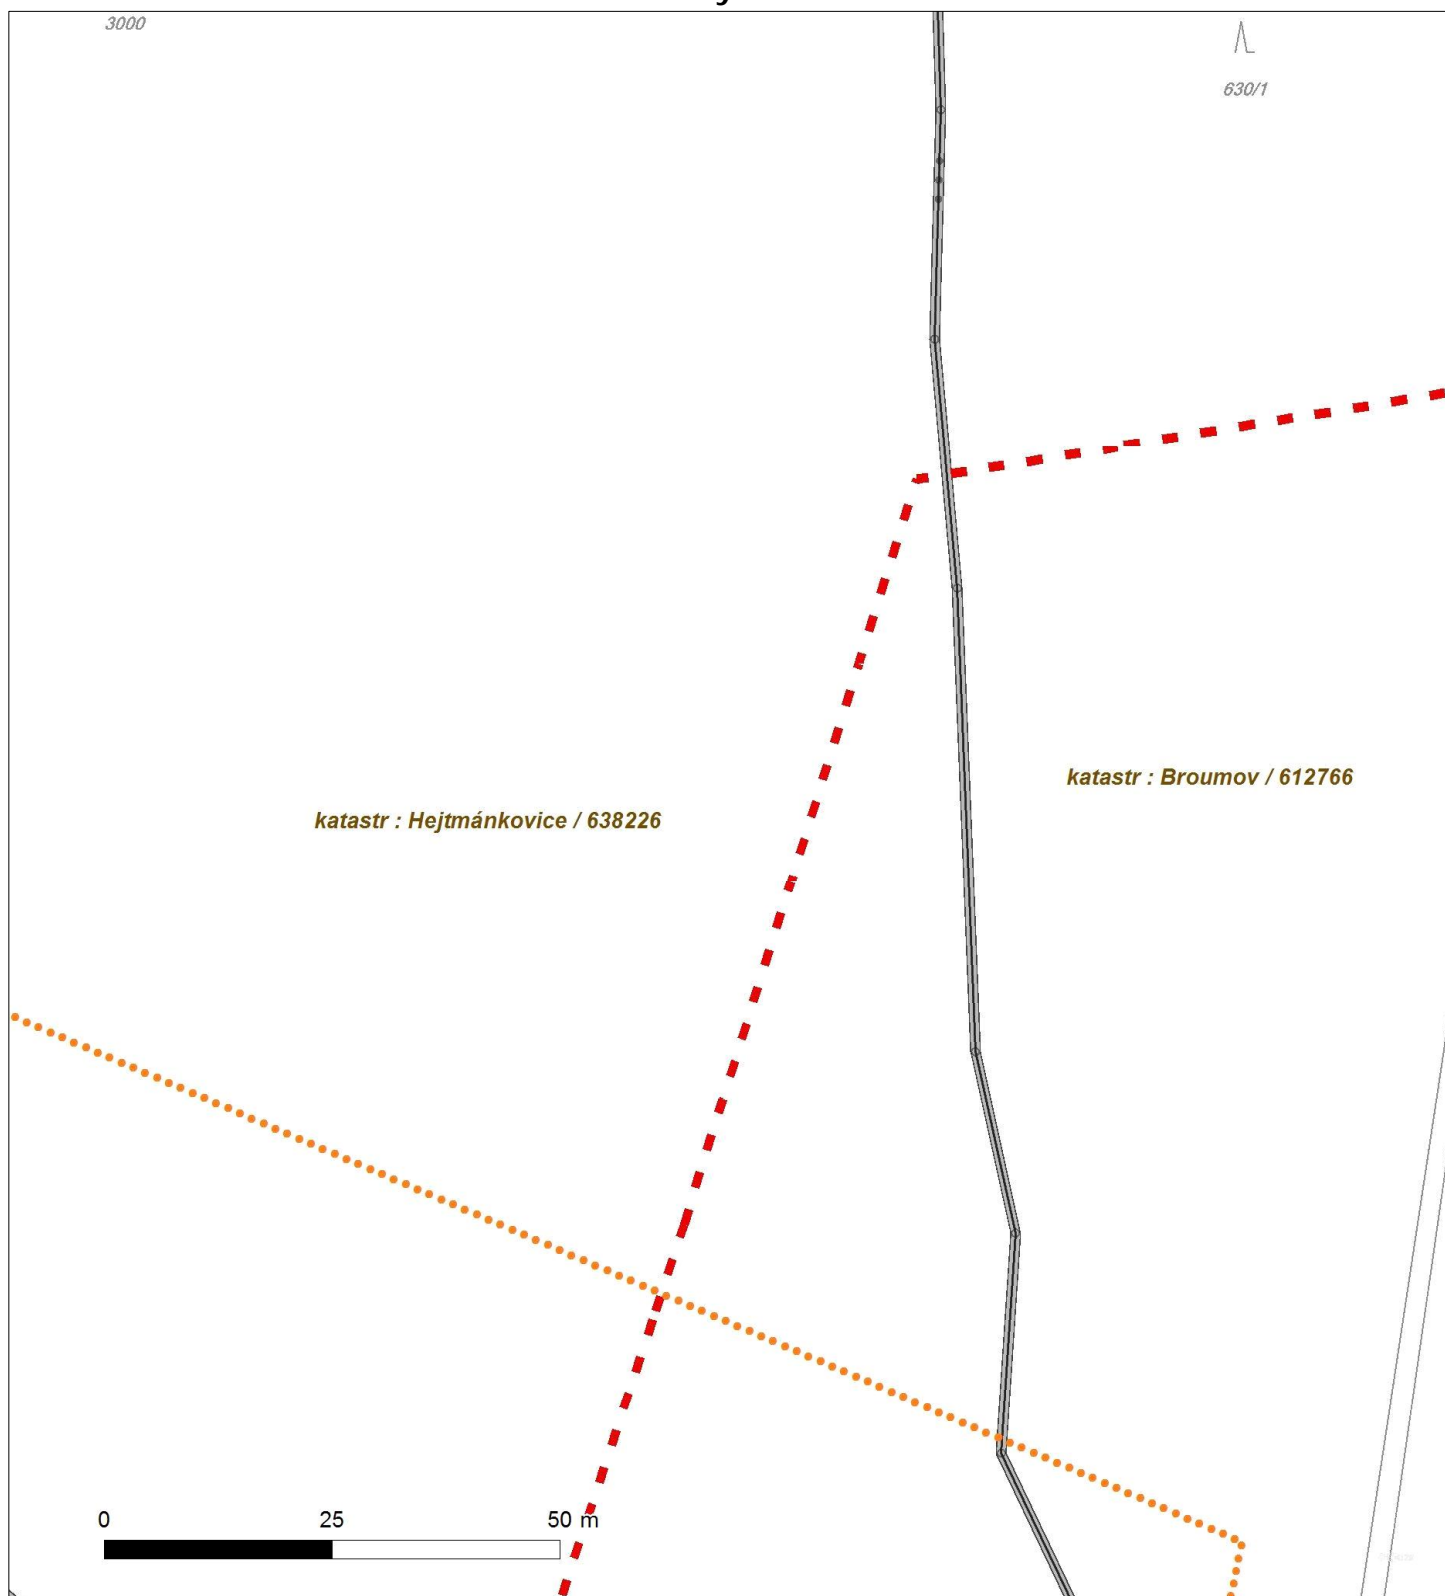 3000
630/1
katastr : Broumov / 612766
katastr : Hejtmánkovice / 638226
0 25 50 m